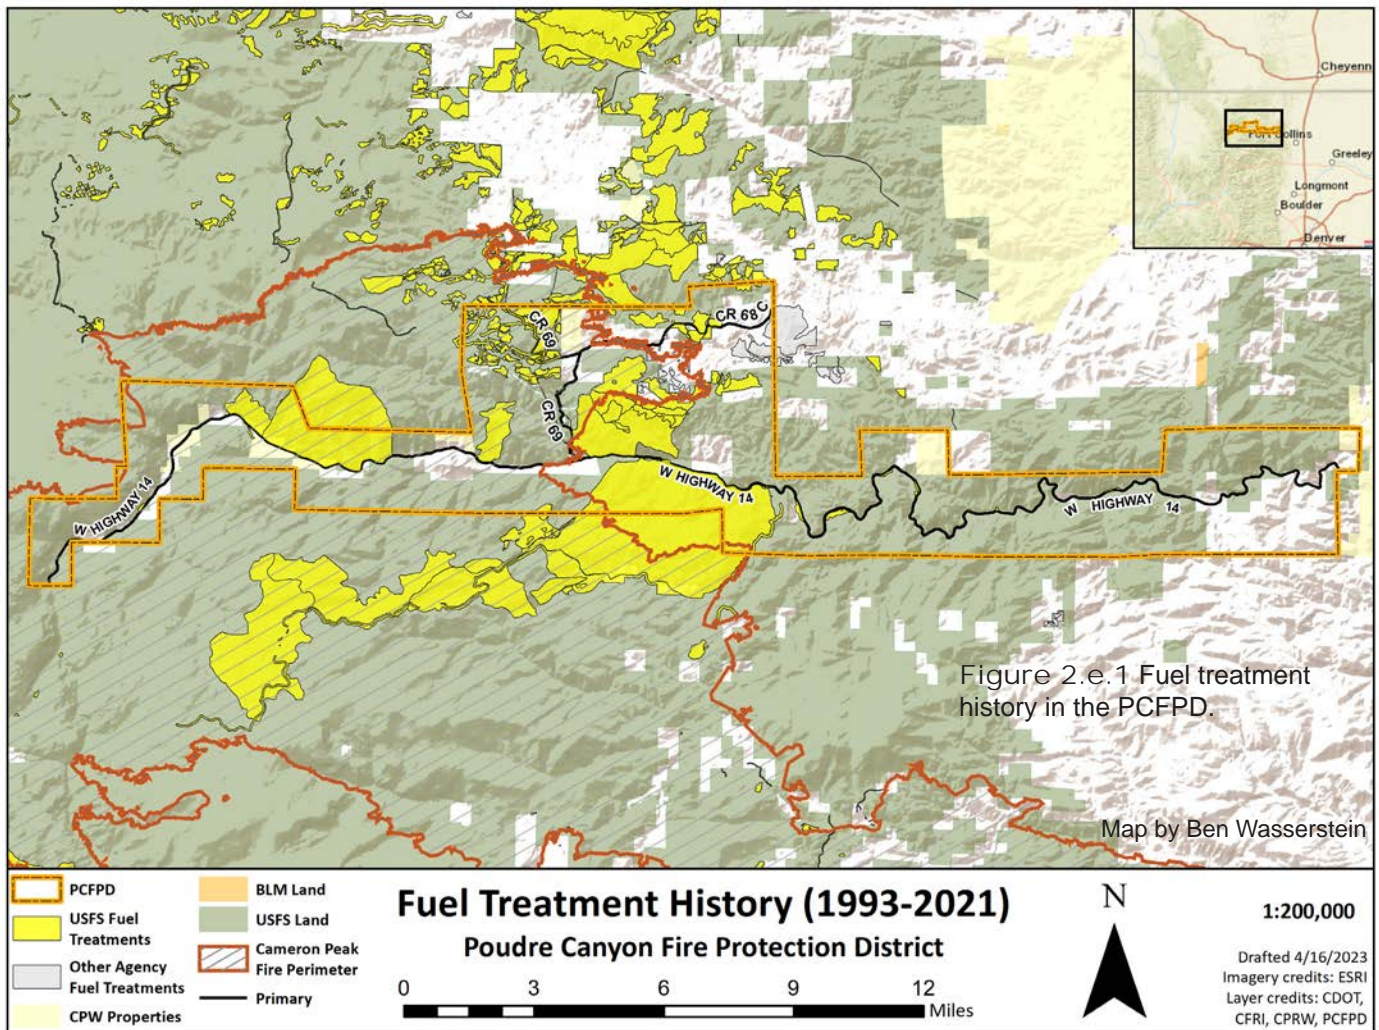 Cheyenn
Fort Collins
Greeley
Longmont
Boulder
Denver
CR 69
CR 68 C
CR 69
W HIGHWAY 14
W HIGHWAY 14
W HIGHWAY 14
Figure 2.e.1 Fuel treatment
history in the PCFPD.
Map by Ben Wasserstein
PCFPD
USFS Fuel
Treatments
Other Agency
Fuel Treatments
CPW Properties
BLM Land
USFS Land
Cameron Peak
Fire Perimeter
Primary
Fuel Treatment History (1993-2021)
Poudre Canyon Fire Protection District
0 3 6 9 12
Miles
N
1:200,000
Drafted 4/16/2023
Imagery credits: ESRI
Layer credits: CDOT,
CFRI, CPRW, PCFPD